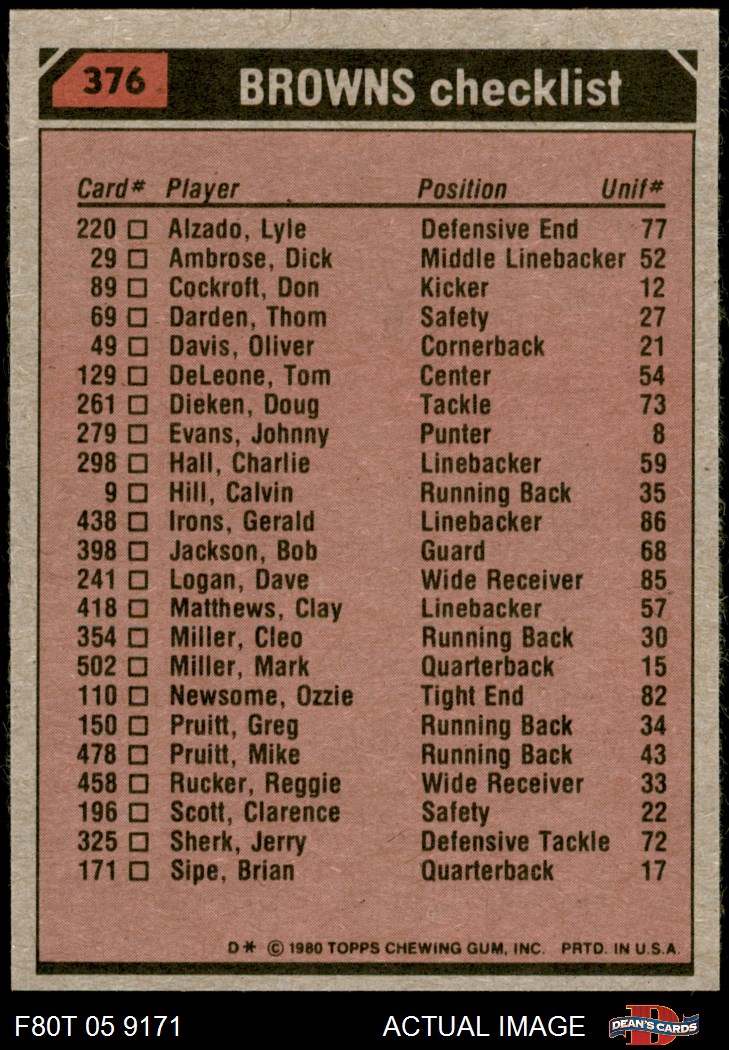 376 BROWNS checklist
Card# Player Position Unif#
220 □ Alzado, Lyle Defensive End 77
29 □ Ambrose, Dick Middle Linebacker 52
89 □ Cockroft, Don Kicker 12
69 □ Darden, Thom Safety 27
49 □ Davis, Oliver Cornerback 21
129 □ DeLeone, Tom Center 54
261 □ Dieken, Doug Tackle 73
279 □ Evans, Johnny Punter 8
298 □ Hall, Charlie Linebacker 59
9 □ Hill, Calvin Running Back 35
438 □ Irons, Gerald Linebacker 86
398 □ Jackson, Bob Guard 68
241 □ Logan, Dave Wide Receiver 85
418 □ Matthews, Clay Linebacker 57
354 □ Miller, Cleo Running Back 30
502 □ Miller, Mark Quarterback 15
110 □ Newsome, Ozzie Tight End 82
150 □ Pruitt, Greg Running Back 34
478 □ Pruitt, Mike Running Back 43
458 □ Rucker, Reggie Wide Receiver 33
196 □ Scott, Clarence Safety 22
325 □ Sherk, Jerry Defensive Tackle 72
171 □ Sipe, Brian Quarterback 17
D* © 1980 TOPPS CHEWING GUM, INC. PRTD. IN U.S.A.
F80T 05 9171 ACTUAL IMAGE D DEAN'S CARDS